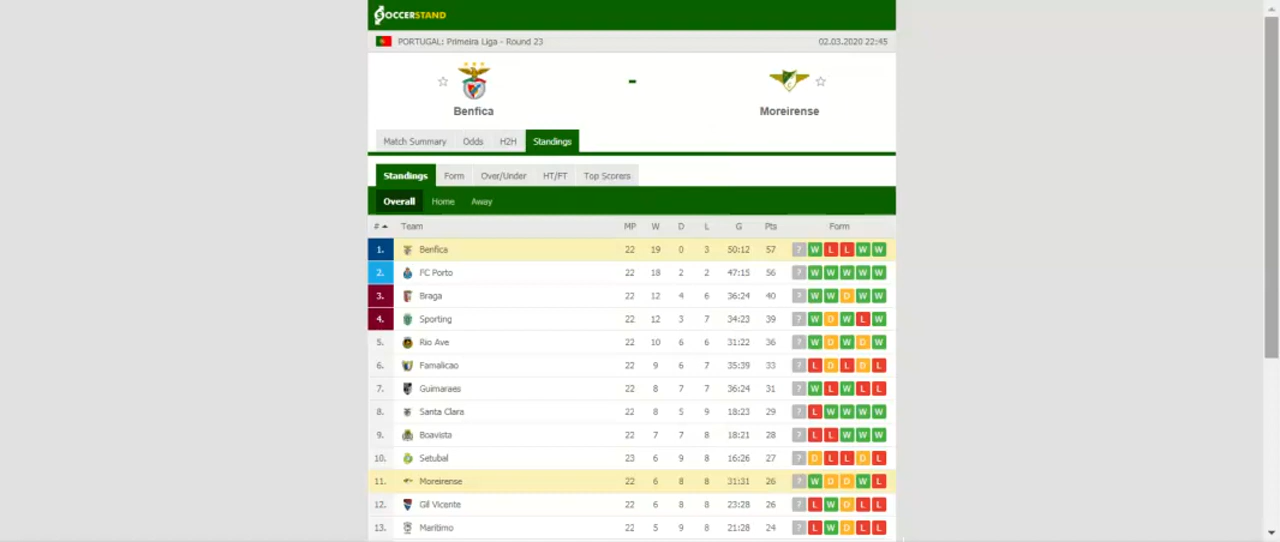 SOCCERSTAND
PORTUGAL: Primeira Liga - Round 23 02.03.2020 22:45
-
Benfica Moreirense
Match Summary Odds H2H Standings
Standings Form Over/Under HT/FT Top Scorers
Overall Home Away
# Team MP W D L G Pts Form
1. Benfica 22 19 0 3 50:12 57 ? W L L W W
2. FC Porto 22 18 2 2 47:15 56 ? W W W W W
3. Braga 22 12 4 6 36:24 40 ? W W D W W
4. Sporting 22 12 3 7 34:23 39 ? W D W L W
5. Rio Ave 22 10 6 6 31:22 36 ? W D W D W
6. Famalicao 22 9 6 7 35:39 33 ? L D L D L
7. Guimaraes 22 8 7 7 36:24 31 ? W L W L L
8. Santa Clara 22 8 5 9 18:23 29 ? L W W W W
9. Boavista 22 7 7 8 18:21 28 ? L L W W W
10. Setubal 23 6 9 8 16:26 27 ? D L L D L
11. Moreirense 22 6 8 8 31:31 26 ? W D D W L
12. Gil Vicente 22 6 8 8 23:28 26 ? L W D L L
13. Maritimo 22 5 9 8 21:28 24 ? L W D L L